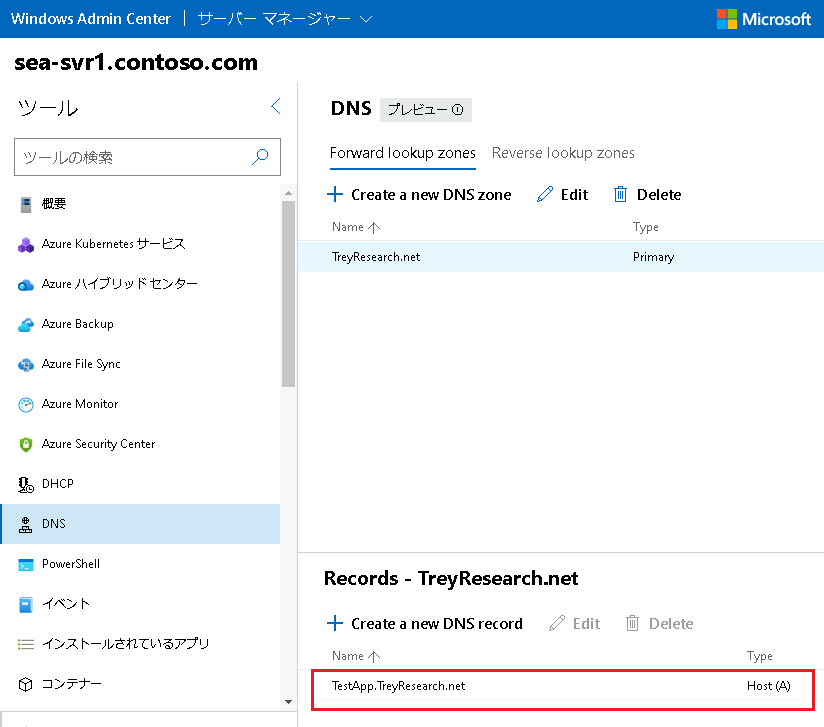 Windows Admin Center | サーバー マネージャー Microsoft
sea-svr1.contoso.com
ツール
ツールの検索
概要
Azure Kubernetes サービス
Azure ハイブリッド センター
Azure Backup
Azure File Sync
Azure Monitor
Azure Security Center
DHCP
DNS
PowerShell
イベント
インストールされているアプリ
コンテナー
DNS プレビュー
Forward lookup zones Reverse lookup zones
Create a new DNS zone Edit Delete
Name Type
TreyResearch.net Primary
Records - TreyResearch.net
Create a new DNS record Edit Delete
Name Type
TestApp.TreyResearch.net Host (A)